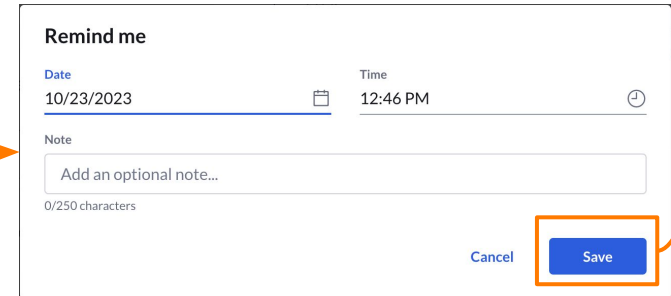 Remind me
Date Time
10/23/2023 12:46 PM
Note
Add an optional note...
0/250 characters
Cancel Save